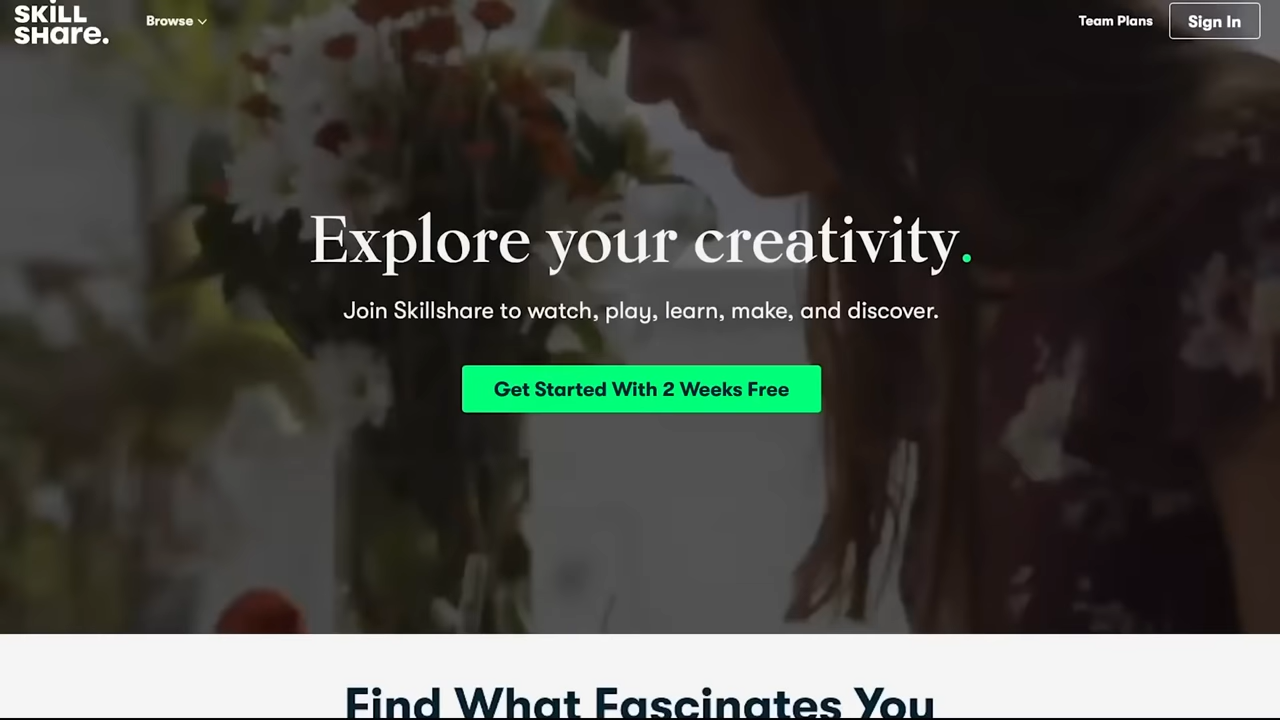 SKILL
SHare.
Browse
Team Plans
Sign In
Explore your creativity.
Join Skillshare to watch, play, learn, make, and discover.
Get Started With 2 Weeks Free
Find What Fascinates You